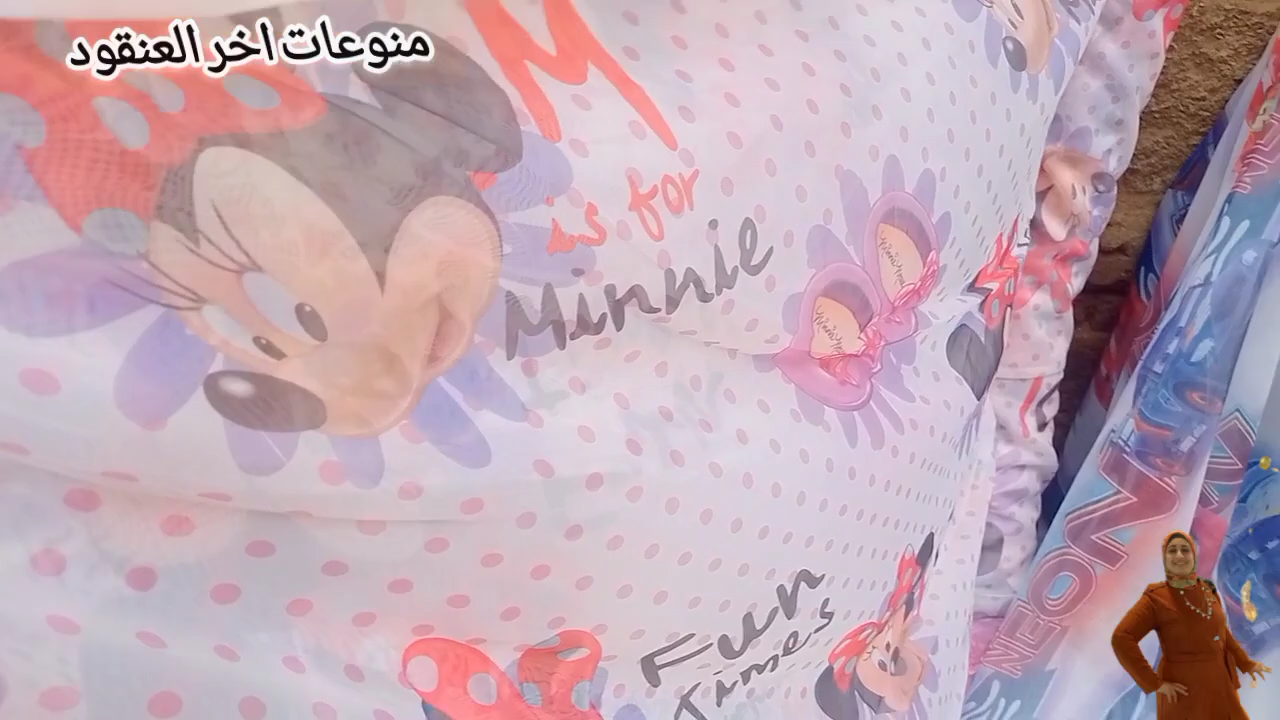 منوعات اخر العنقود
M
is for
Minnie
Fun
Times
NEON